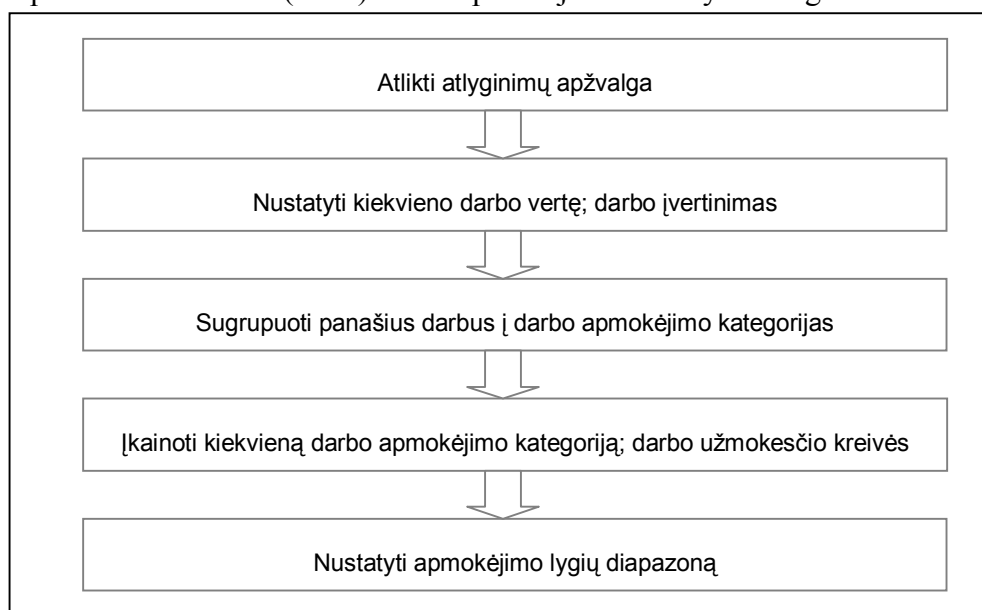 Atlikti atlyginimų apžvalga
Nustatyti kiekvieno darbo vertę; darbo įvertinimas
Sugrupuoti panašius darbus į darbo apmokėjimo kategorijas
Įkainoti kiekvieną darbo apmokėjimo kategoriją; darbo užmokesčio kreivės
Nustatyti apmokėjimo lygių diapazoną